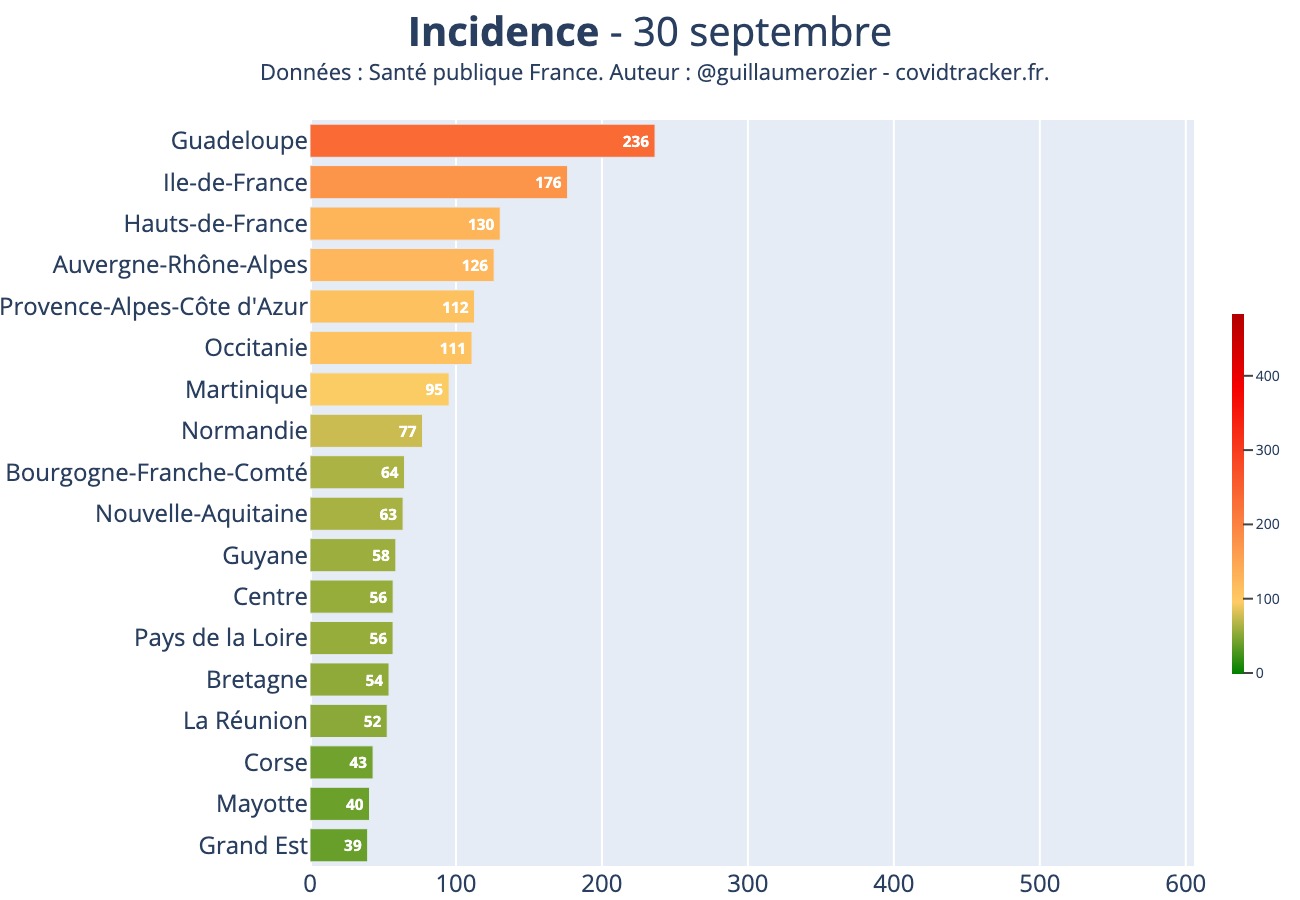 Incidence - 30 septembre
Données : Santé publique France. Auteur : @guillaumerozier - covidtracker.fr.
Guadeloupe 236
Ile-de-France 176
Hauts-de-France 130
Auvergne-Rhône-Alpes 126
Provence-Alpes-Côte d'Azur 112
Occitanie 111
Martinique 95
Normandie 77
Bourgogne-Franche-Comté 64
Nouvelle-Aquitaine 63
Guyane 58
Centre 56
Pays de la Loire 56
Bretagne 54
La Réunion 52
Corse 43
Mayotte 40
Grand Est 39
0 100 200 300 400 500 600
400
300
200
100
0